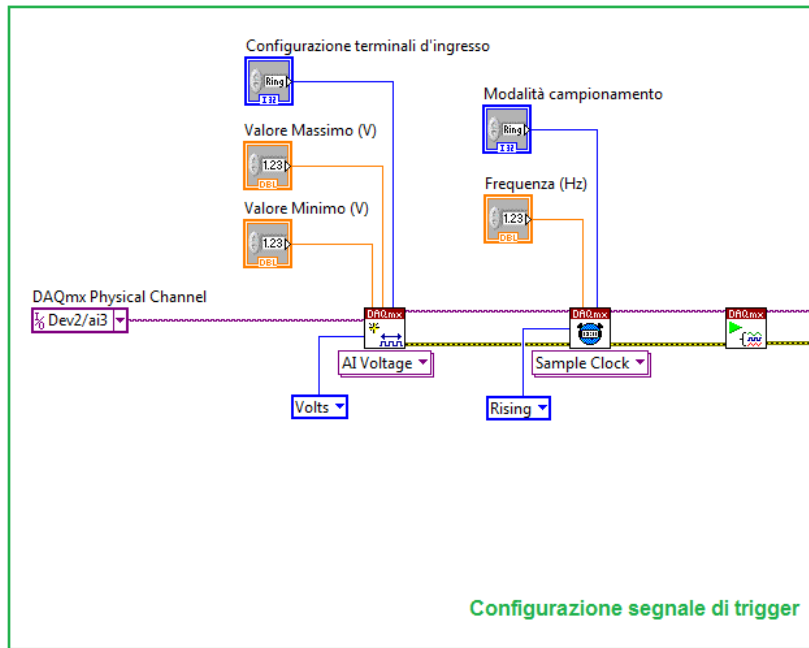 Configurazione terminali d'ingresso
Ring
I32
Modalità campionamento
Ring
I32
Valore Massimo (V)
1.23
DBL
Frequenza (Hz)
1.23
DBL
Valore Minimo (V)
1.23
DBL
DAQmx Physical Channel
I/O Dev2/ai3
DAQmx
DAQmx
DAQmx
AI Voltage
Sample Clock
Volts
Rising
Configurazione segnale di trigger